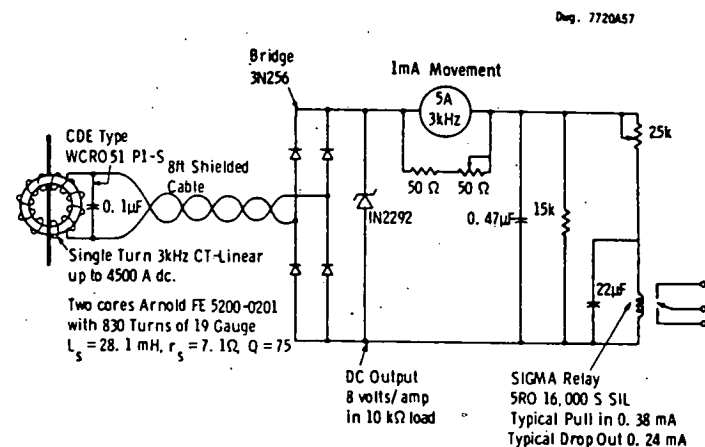 Dwg. 7720A57
Bridge
3N256
1mA Movement
5A
3kHz
CDE Type
WCROS1 P1-S
8ft Shielded
Cable
0.1μF
50 Ω
50 Ω
25k
IN2292
0.47μF
15k
22μF
Single Turn 3kHz CT-Linear
up to 4500 A dc.
Two cores Arnold FE 5200-0201
with 830 Turns of 19 Gauge
Ls = 28.1 mH, rs = 7.1Ω, Q = 75
DC Output
8 volts/amp
in 10 kΩ load
SIGMA Relay
5RO 16,000 S SIL
Typical Pull in 0.38 mA
Typical Drop Out 0.24 mA